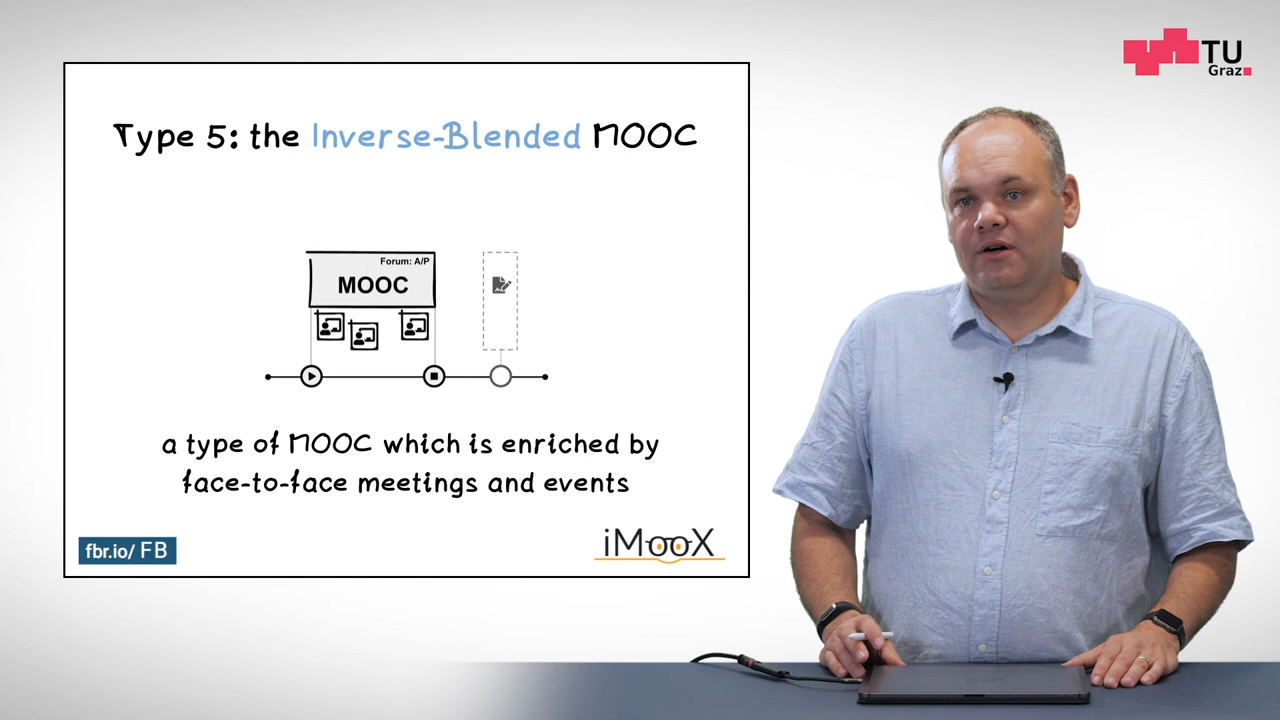 TU
Graz
Type 5: the Inverse-Blended MOOC
Forum: A/P
MOOC
a type of MOOC which is enriched by
face-to-face meetings and events
fbr.io/ FB
iMooX